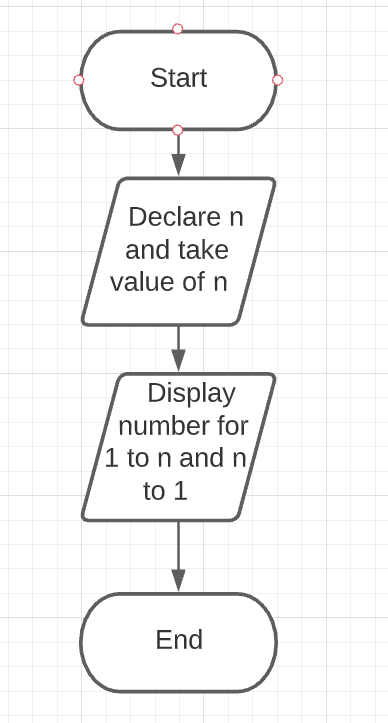 Start
Declare n
and take
value of n
Display
number for
1 to n and n
to 1
End